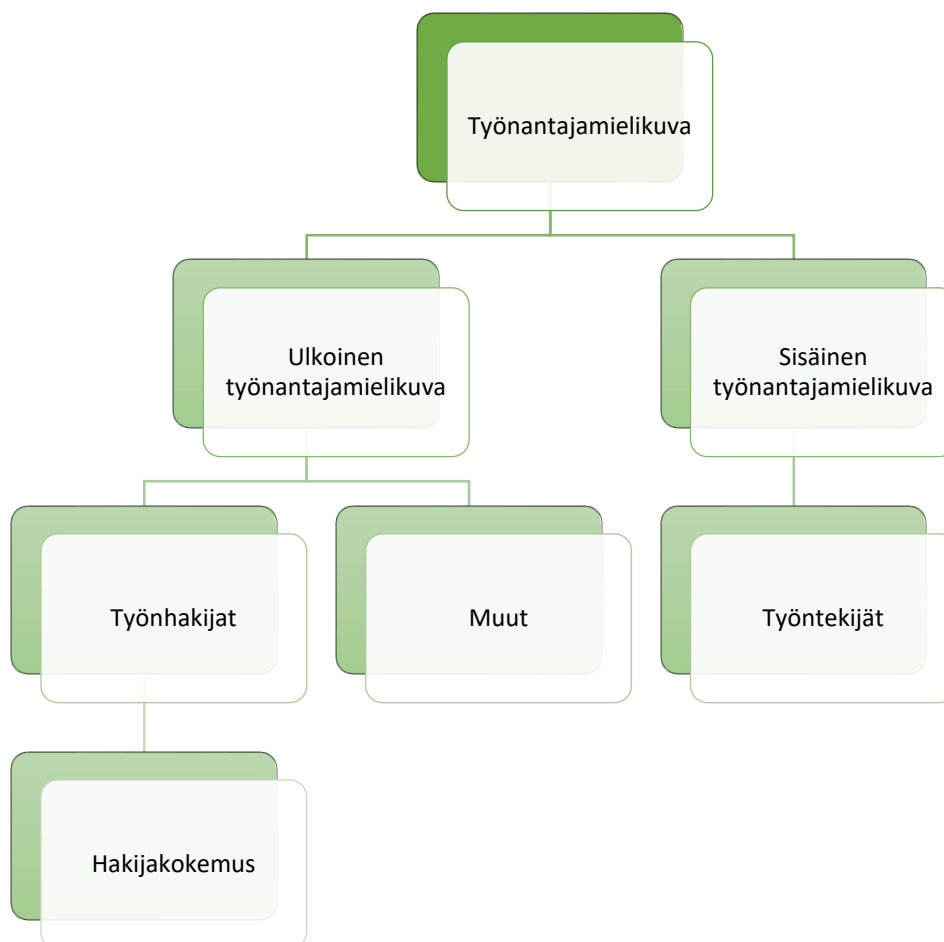 Työnantajamielikuva
Ulkoinen
työnantajamielikuva
Sisäinen
työnantajamielikuva
Työnhakijat
Muut
Työntekijät
Hakijakokemus